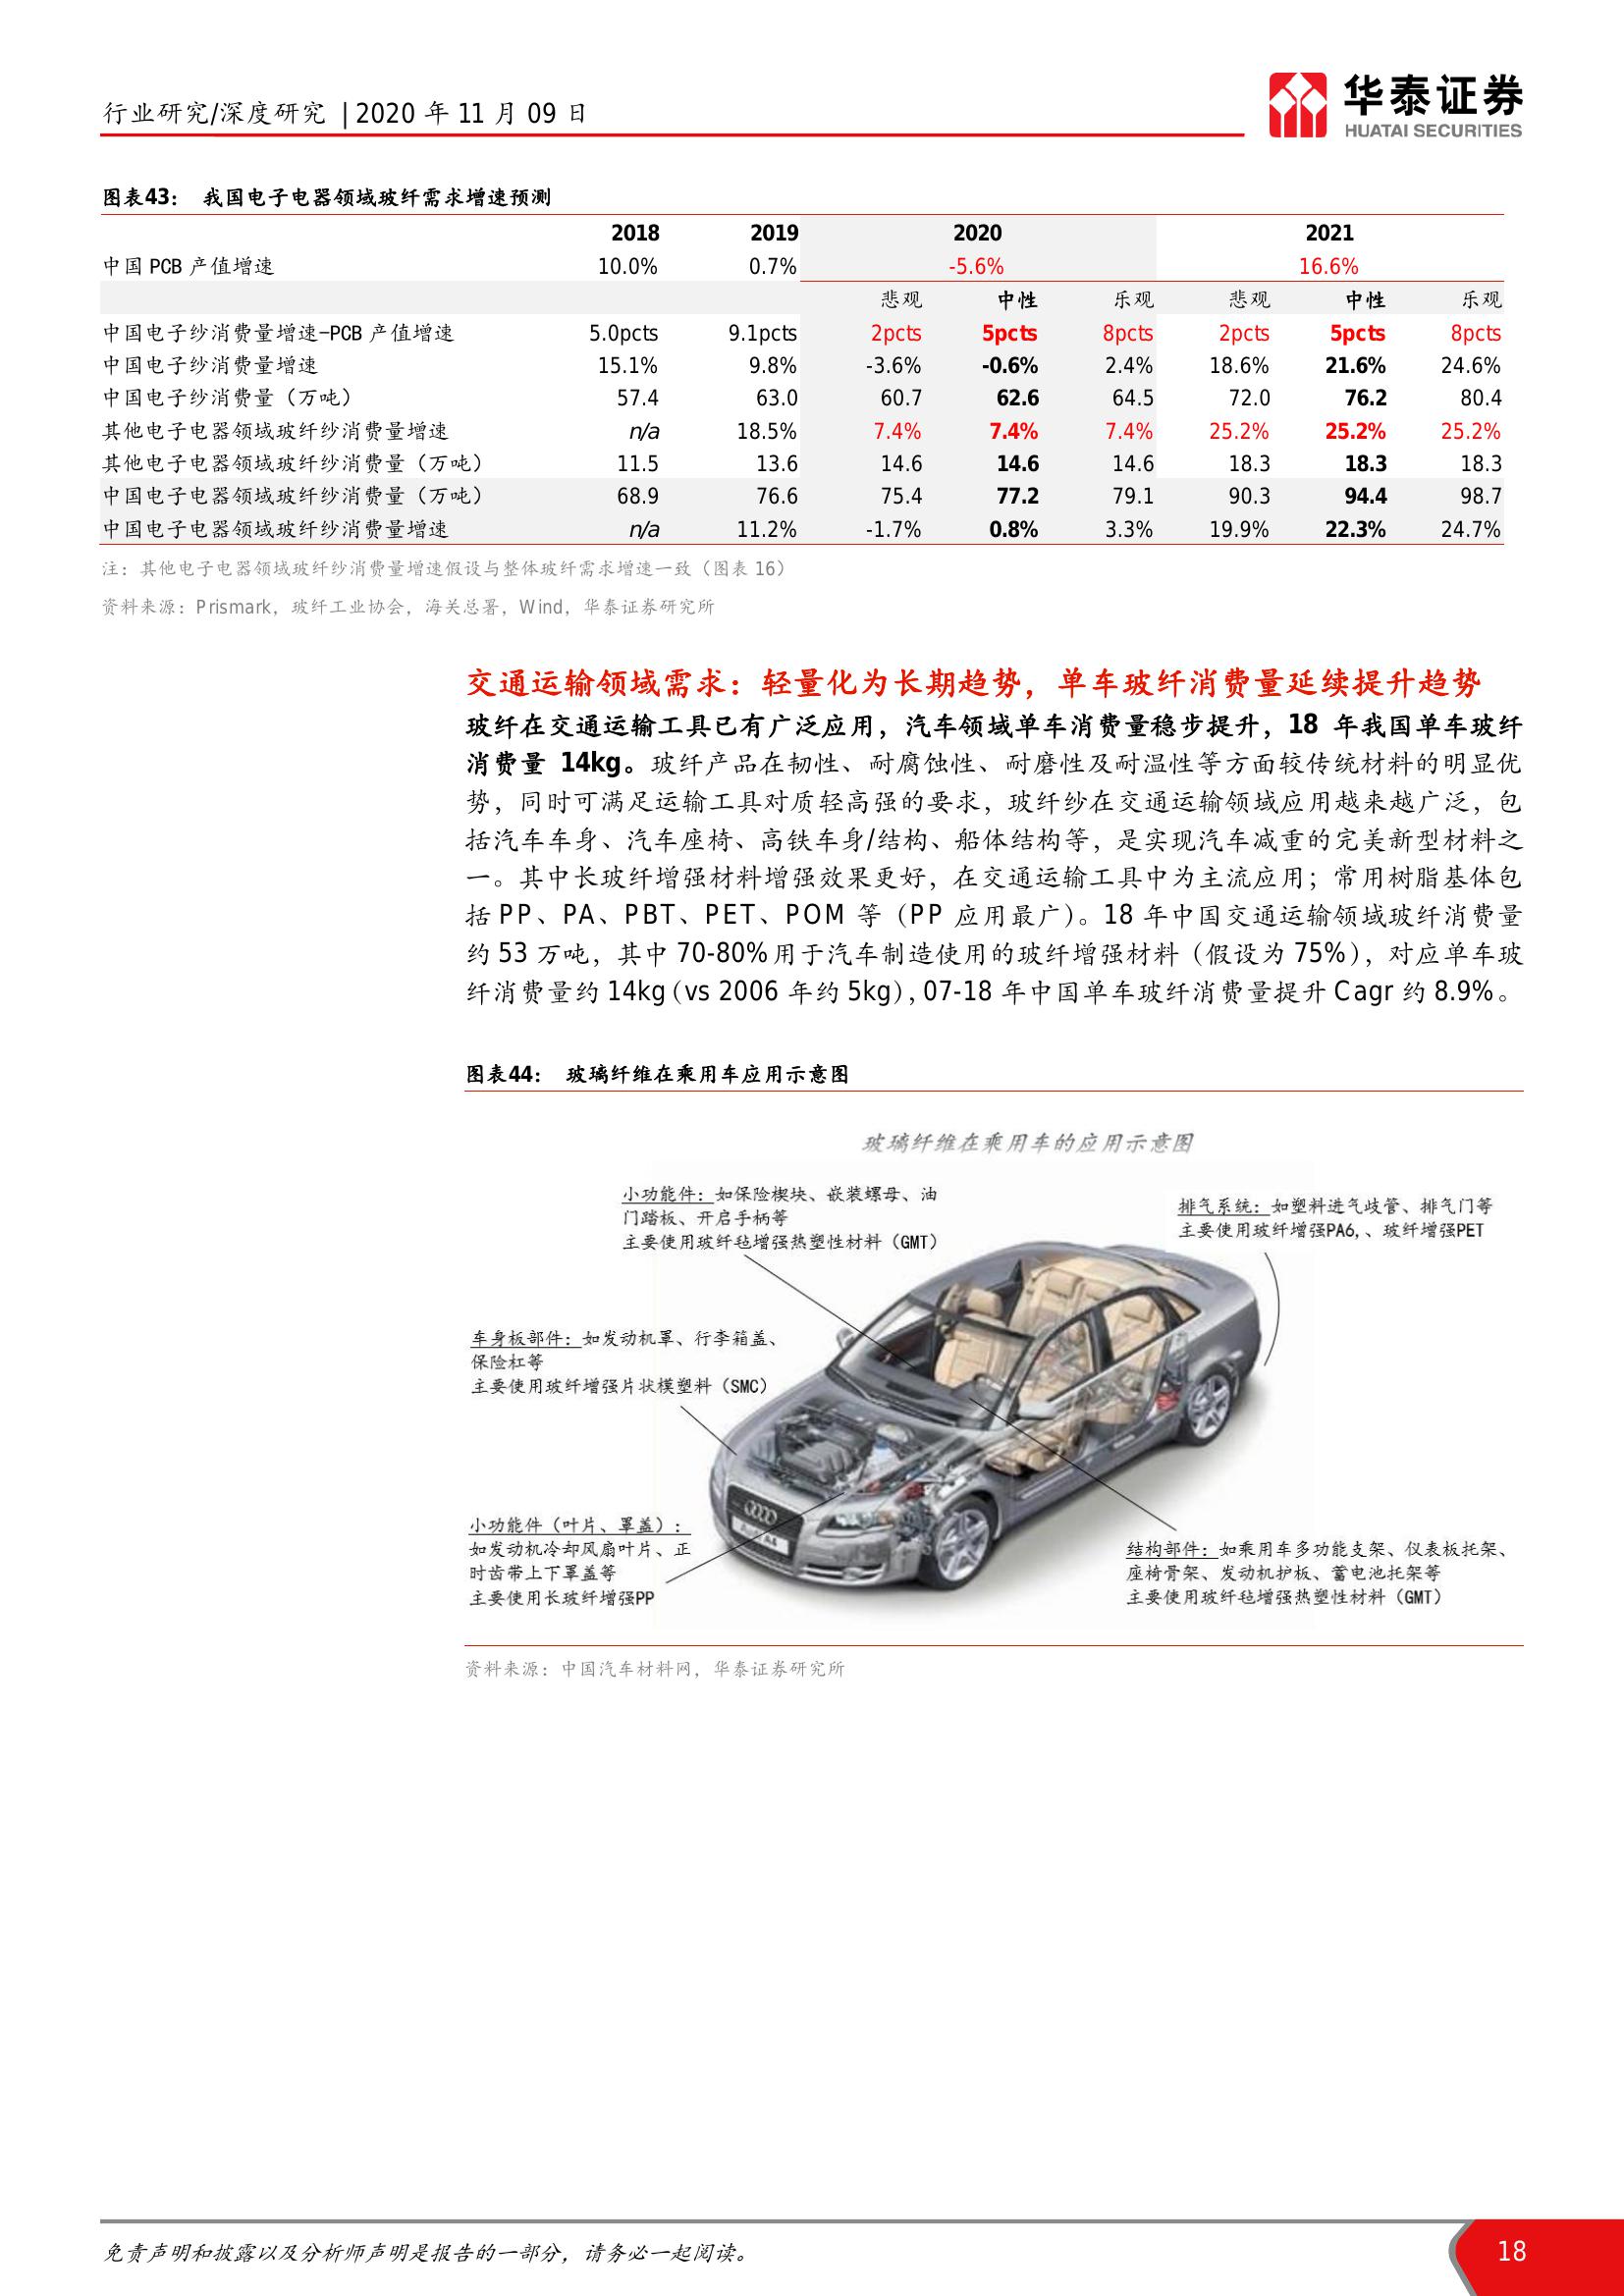 行业研究/深度研究 | 2020 年 11 月 09 日
华泰证券
HUATAI SECURITIES
图表43： 我国电子电器领域玻纤需求增速预测
2018 2019 2020 2021
中国 PCB 产值增速 10.0% 0.7% -5.6% 16.6%
悲观 中性 乐观 悲观 中性 乐观
中国电子纱消费量增速-PCB 产值增速 5.0pcts 9.1pcts 2pcts 5pcts 8pcts 2pcts 5pcts 8pcts
中国电子纱消费量增速 15.1% 9.8% -3.6% -0.6% 2.4% 18.6% 21.6% 24.6%
中国电子纱消费量（万吨） 57.4 63.0 60.7 62.6 64.5 72.0 76.2 80.4
其他电子电器领域玻纤纱消费量增速 n/a 18.5% 7.4% 7.4% 7.4% 25.2% 25.2% 25.2%
其他电子电器领域玻纤纱消费量（万吨） 11.5 13.6 14.6 14.6 14.6 18.3 18.3 18.3
中国电子电器领域玻纤纱消费量（万吨） 68.9 76.6 75.4 77.2 79.1 90.3 94.4 98.7
中国电子电器领域玻纤纱消费量增速 n/a 11.2% -1.7% 0.8% 3.3% 19.9% 22.3% 24.7%
注：其他电子电器领域玻纤纱消费量增速假设与整体玻纤需求增速一致（图表 16）
资料来源：Prismark，玻纤工业协会，海关总署，Wind，华泰证券研究所
交通运输领域需求：轻量化为长期趋势，单车玻纤消费量延续提升趋势
玻纤在交通运输工具已有广泛应用，汽车领域单车消费量稳步提升，18 年我国单车玻纤
消费量 14kg。玻纤产品在韧性、耐腐蚀性、耐磨性及耐温性等方面较传统材料的明显优
势，同时可满足运输工具对质轻高强的要求，玻纤纱在交通运输领域应用越来越广泛，包
括汽车车身、汽车座椅、高铁车身/结构、船体结构等，是实现汽车减重的完美新型材料之
一。其中长玻纤增强材料增强效果更好，在交通运输工具中为主流应用；常用树脂基体包
括 PP、PA、PBT、PET、POM 等（PP 应用最广）。18 年中国交通运输领域玻纤消费量
约 53 万吨，其中 70-80%用于汽车制造使用的玻纤增强材料（假设为 75%），对应单车玻
纤消费量约 14kg（vs 2006 年约 5kg），07-18 年中国单车玻纤消费量提升 Cagr 约 8.9%。
图表44： 玻璃纤维在乘用车应用示意图
玻璃纤维在乘用车的应用示意图
小功能件：如保险楔块、嵌装螺母、油
门踏板、开启手柄等
主要使用玻纤毡增强热塑性材料（GMT）
排气系统：如塑料进气歧管、排气门等
主要使用玻纤增强PA6,、玻纤增强PET
车身板部件：如发动机罩、行李箱盖、
保险杠等
主要使用玻纤增强片状模塑料（SMC）
小功能件（叶片、罩盖）：
如发动机冷却风扇叶片、正
时齿带上下罩盖等
主要使用长玻纤增强PP
结构部件：如乘用车多功能支架、仪表板托架、
座椅骨架、发动机护板、蓄电池托架等
主要使用玻纤毡增强热塑性材料（GMT）
资料来源：中国汽车材料网，华泰证券研究所
免责声明和披露以及分析师声明是报告的一部分，请务必一起阅读。
18